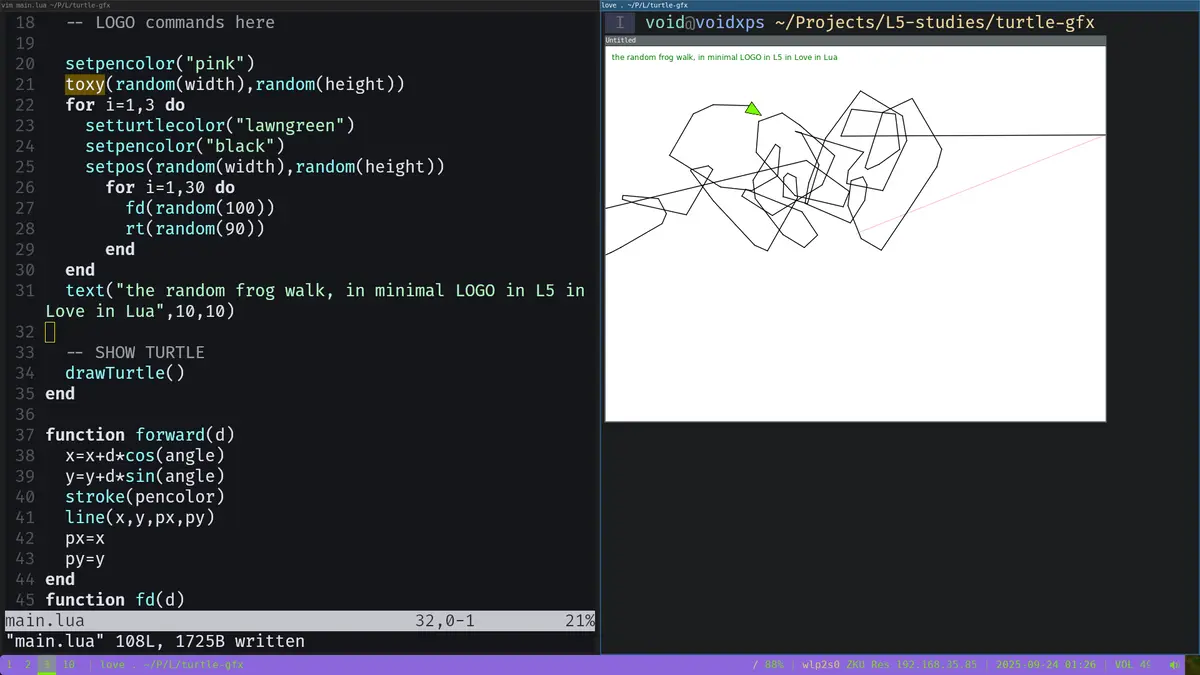 vim main.lua ~/P/L/turtle-gfx
18 -- LOGO commands here
19
20 setpencolor("pink")
21 toxy(random(width),random(height))
22 for i=1,3 do
23 setturtlecolor("lawngreen")
24 setpencolor("black")
25 setpos(random(width),random(height))
26 for i=1,30 do
27 fd(random(100))
28 rt(random(90))
29 end
30 end
31 text("the random frog walk, in minimal LOGO in L5 in
Love in Lua",10,10)
32
33 -- SHOW TURTLE
34 drawTurtle()
35 end
36
37 function forward(d)
38 x=x+d*cos(angle)
39 y=y+d*sin(angle)
40 stroke(pencolor)
41 line(x,y,px,py)
42 px=x
43 py=y
44 end
45 function fd(d)
main.lua 32,0-1 21%
"main.lua" 108L, 1725B written
love . ~/P/L/turtle-gfx
I void@voidxps ~/Projects/L5-studies/turtle-gfx
Untitled
the random frog walk, in minimal LOGO in L5 in Love in Lua
1 2 3 10 | love . ~/P/L/turtle-gfx
/ 88% | wlp2s0 ZKU Res 192.168.35.85 | 2025-09-24 01:26 | VOL